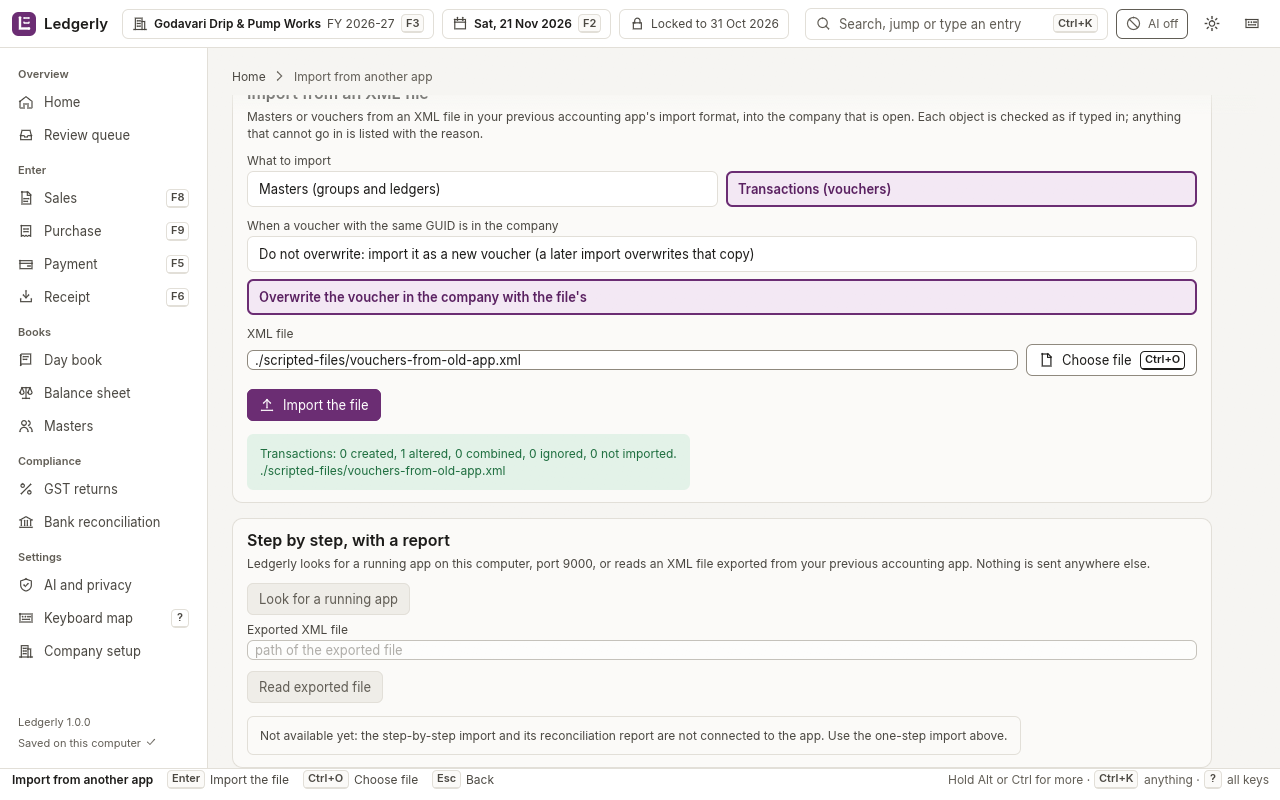 Ledgerly
Godavari Drip & Pump Works FY 2026-27 F3
Sat, 21 Nov 2026 F2
Locked to 31 Oct 2026
Search, jump or type an entry Ctrl+K
AI off
Overview
Home
Review queue
Enter
Sales F8
Purchase F9
Payment F5
Receipt F6
Books
Day book
Balance sheet
Masters
Compliance
GST returns
Bank reconciliation
Settings
AI and privacy
Keyboard map ?
Company setup
Ledgerly 1.0.0
Saved on this computer
Home > Import from another app
Import from an XML file
Masters or vouchers from an XML file in your previous accounting app's import format, into the company that is open. Each object is checked as if typed in; anything
that cannot go in is listed with the reason.
What to import
Masters (groups and ledgers)
Transactions (vouchers)
When a voucher with the same GUID is in the company
Do not overwrite: import it as a new voucher (a later import overwrites that copy)
Overwrite the voucher in the company with the file's
XML file
./scripted-files/vouchers-from-old-app.xml
Choose file Ctrl+O
Import the file
Transactions: 0 created, 1 altered, 0 combined, 0 ignored, 0 not imported.
./scripted-files/vouchers-from-old-app.xml
Step by step, with a report
Ledgerly looks for a running app on this computer, port 9000, or reads an XML file exported from your previous accounting app. Nothing is sent anywhere else.
Look for a running app
Exported XML file
path of the exported file
Read exported file
Not available yet: the step-by-step import and its reconciliation report are not connected to the app. Use the one-step import above.
Import from another app Enter Import the file Ctrl+O Choose file Esc Back
Hold Alt or Ctrl for more · Ctrl+K anything · ? all keys